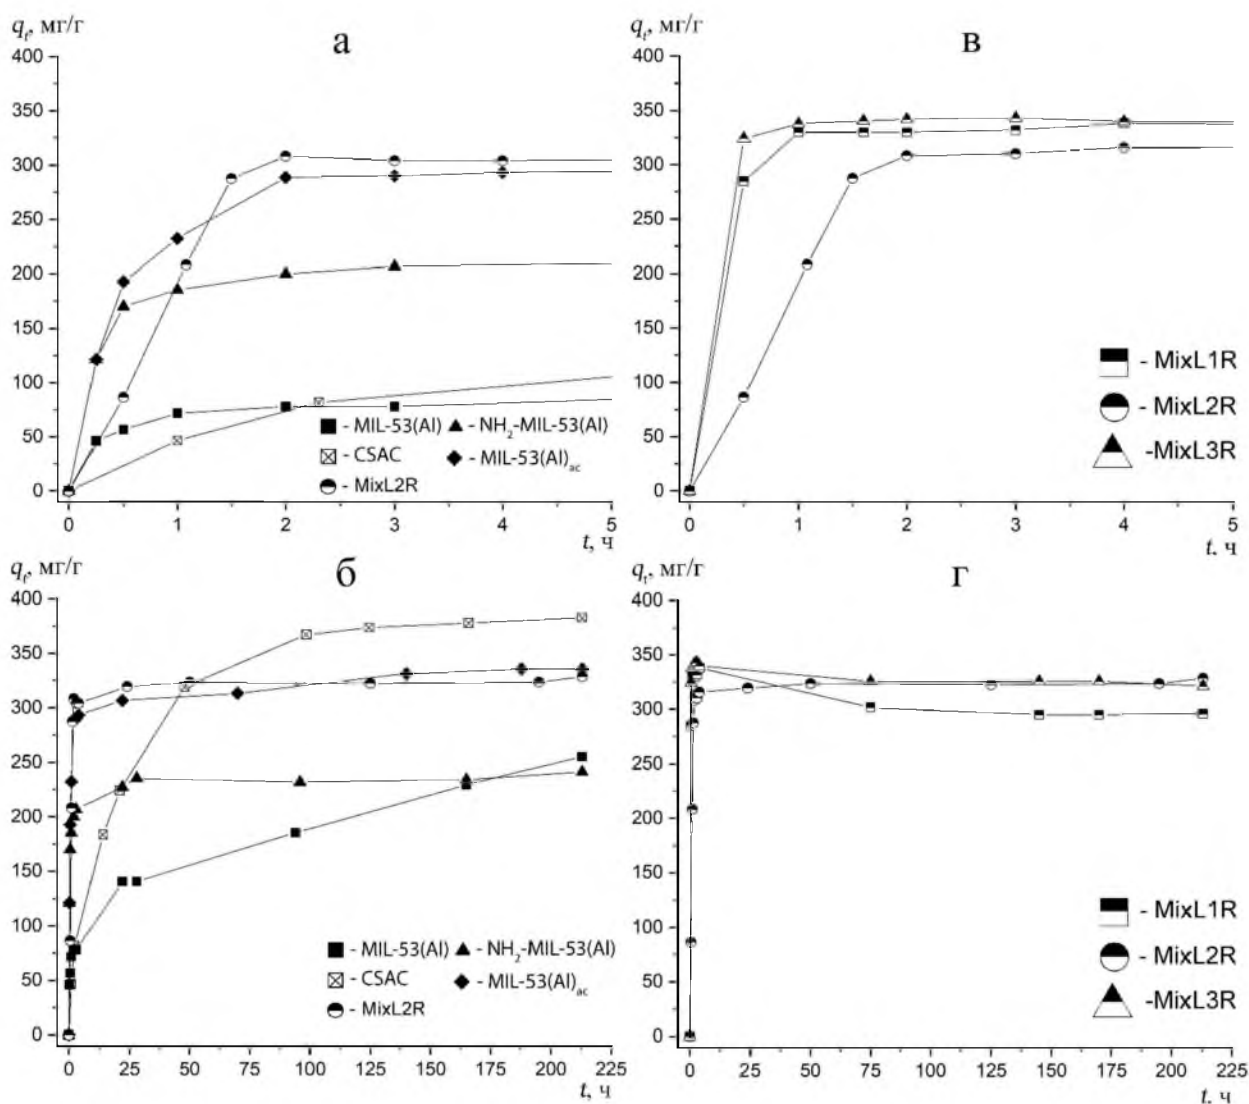 qt, мг/г
а
400
350
300
250
200
150
100
50
0
0 1 2 3 4 5
t, ч
- MIL-53(Al) - NH2-MIL-53(Al)
- CSAC - MIL-53(Al)ac
- MixL2R
qt, мг/г
в
400
350
300
250
200
150
100
50
0
0 1 2 3 4 5
t, ч
- MixL1R
- MixL2R
-MixL3R
qt, мг/г
б
400
350
300
250
200
150
100
50
0
0 25 50 75 100 125 150 175 200 225
t, ч
- MIL-53(Al) - NH2-MIL-53(Al)
- CSAC - MIL-53(Al)ac
- MixL2R
qt, мг/г
г
400
350
300
250
200
150
100
50
0
0 25 50 75 100 125 150 175 200 225
t, ч
- MixL1R
- MixL2R
-MixL3R